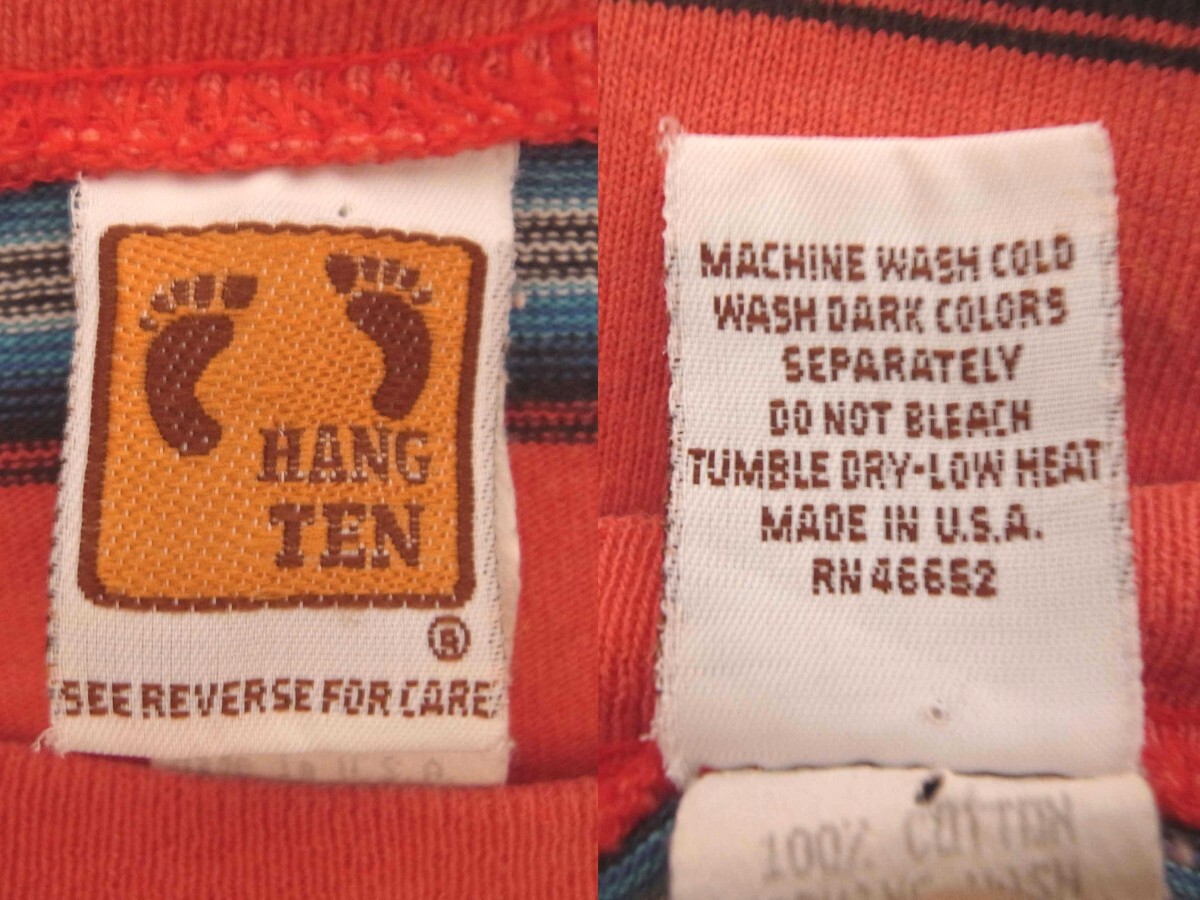 HANG
TEN
®
SEE REVERSE FOR CARE
U.S.A
MACHINE WASH COLD
WASH DARK COLORS
SEPARATELY
DO NOT BLEACH
TUMBLE DRY-LOW HEAT
MADE IN U.S.A.
RN 46652
100% COTTON